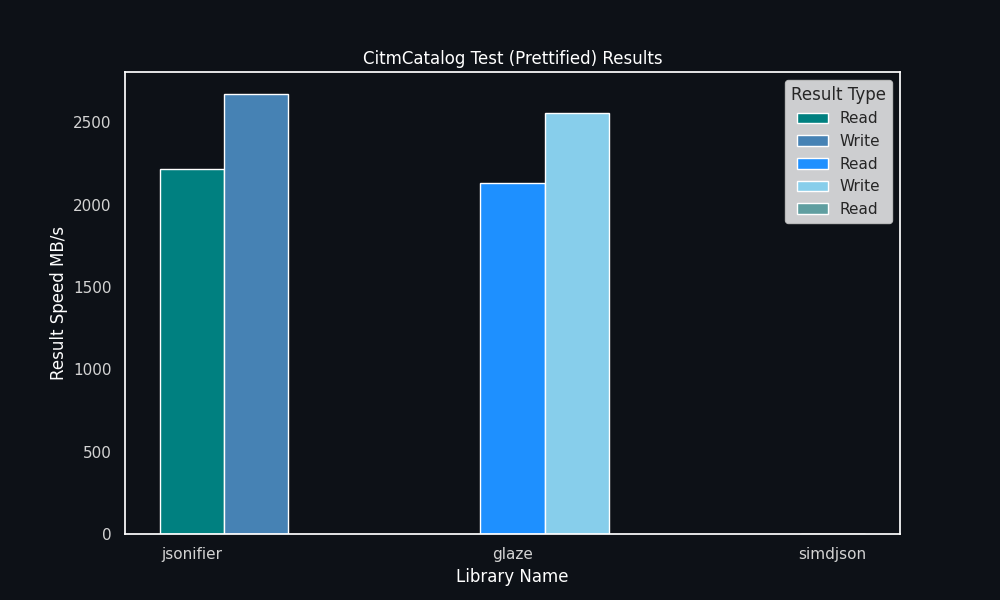 CitmCatalog Test (Prettified) Results
Result Type
Read
Write
Read
Write
Read
Result Speed MB/s
2500
2000
1500
1000
500
0
jsonifier
glaze
simdjson
Library Name